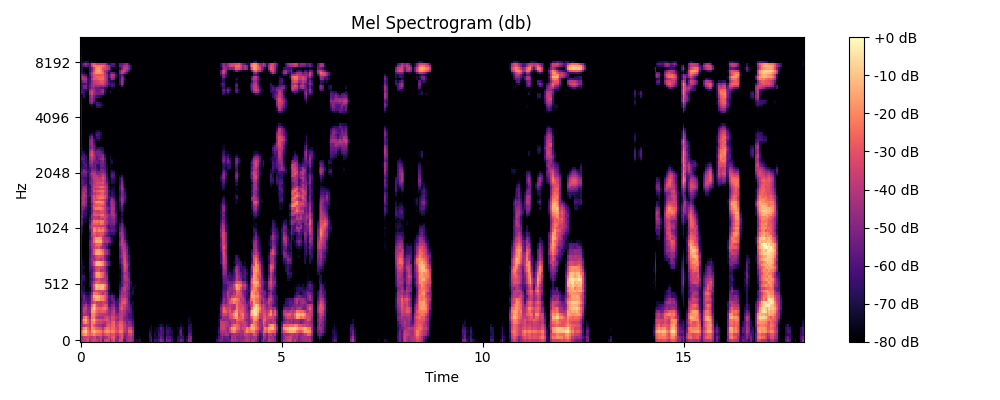 Mel Spectrogram (db)
8192
4096
2048
1024
512
0
Hz
0 5 10 15
Time
+0 dB
-10 dB
-20 dB
-30 dB
-40 dB
-50 dB
-60 dB
-70 dB
-80 dB